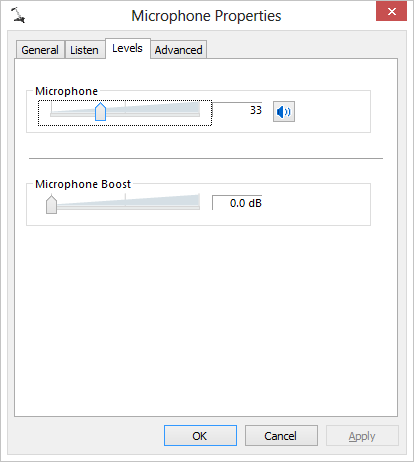 Microphone Properties
General Listen Levels Advanced
Microphone
33
Microphone Boost
0.0 dB
OK Cancel Apply